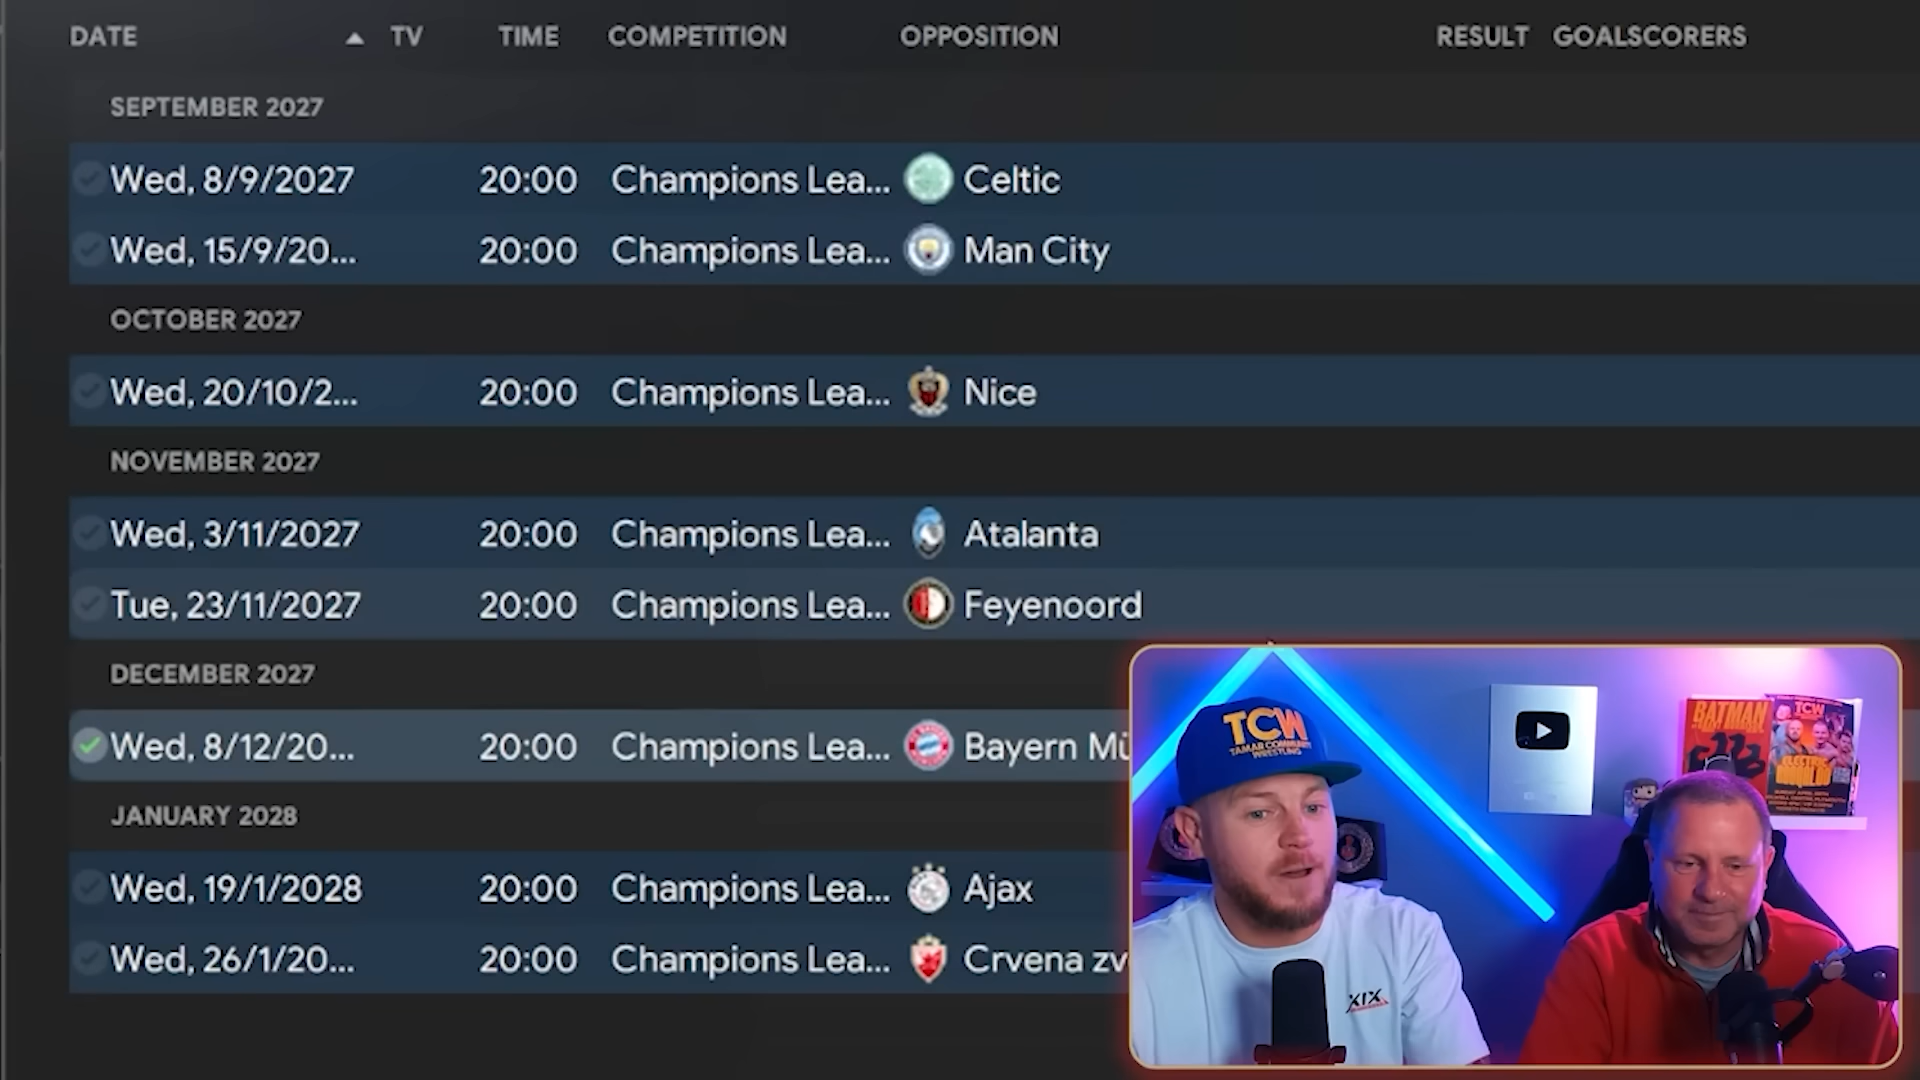 DATE TV TIME COMPETITION OPPOSITION RESULT GOALSCORERS
SEPTEMBER 2027
Wed, 8/9/2027 20:00 Champions Lea... Celtic
Wed, 15/9/20... 20:00 Champions Lea... Man City
OCTOBER 2027
Wed, 20/10/2... 20:00 Champions Lea... Nice
NOVEMBER 2027
Wed, 3/11/2027 20:00 Champions Lea... Atalanta
Tue, 23/11/2027 20:00 Champions Lea... Feyenoord
DECEMBER 2027
Wed, 8/12/20... 20:00 Champions Lea... Bayern Mü
JANUARY 2028
Wed, 19/1/2028 20:00 Champions Lea... Ajax
Wed, 26/1/20... 20:00 Champions Lea... Crvena zv
TCW
TAMAR COMMUNITY
WRESTLING
BATMAN
TCW
XIX